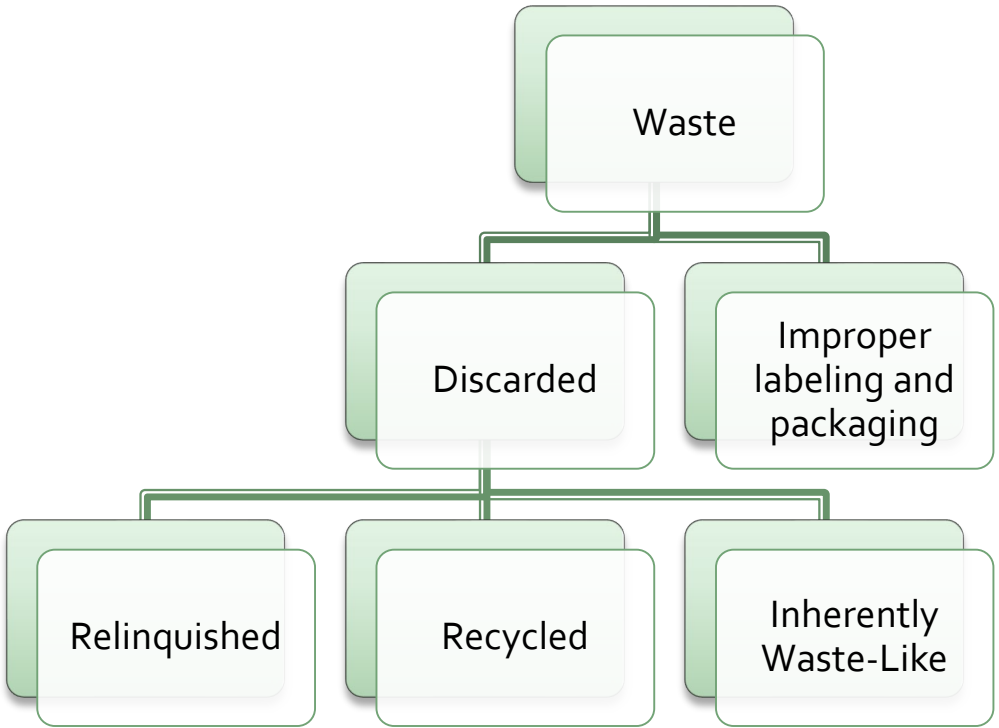 Waste
Discarded
Improper
labeling and
packaging
Relinquished
Recycled
Inherently
Waste-Like